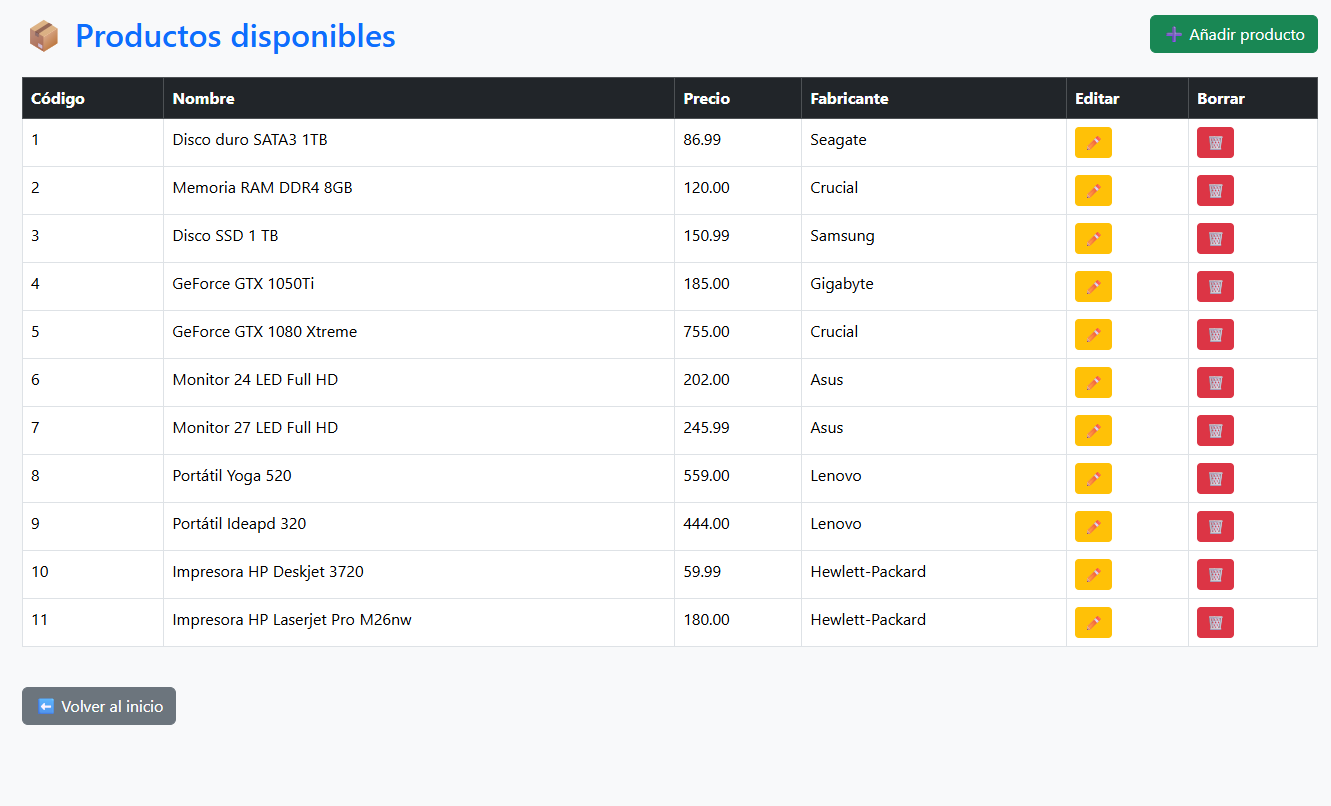 Productos disponibles
Añadir producto
Código Nombre Precio Fabricante Editar Borrar
1 Disco duro SATA3 1TB 86.99 Seagate
2 Memoria RAM DDR4 8GB 120.00 Crucial
3 Disco SSD 1 TB 150.99 Samsung
4 GeForce GTX 1050Ti 185.00 Gigabyte
5 GeForce GTX 1080 Xtreme 755.00 Crucial
6 Monitor 24 LED Full HD 202.00 Asus
7 Monitor 27 LED Full HD 245.99 Asus
8 Portátil Yoga 520 559.00 Lenovo
9 Portátil Ideapd 320 444.00 Lenovo
10 Impresora HP Deskjet 3720 59.99 Hewlett-Packard
11 Impresora HP Laserjet Pro M26nw 180.00 Hewlett-Packard
Volver al inicio